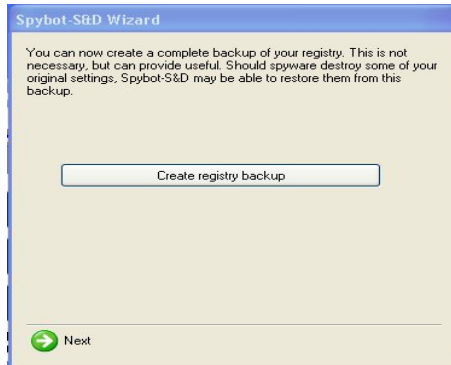 Spybot-S&D Wizard
You can now create a complete backup of your registry. This is not
necessary, but can provide useful. Should spyware destroy some of your
original settings, Spybot-S&D may be able to restore them from this
backup.
Create registry backup
Next